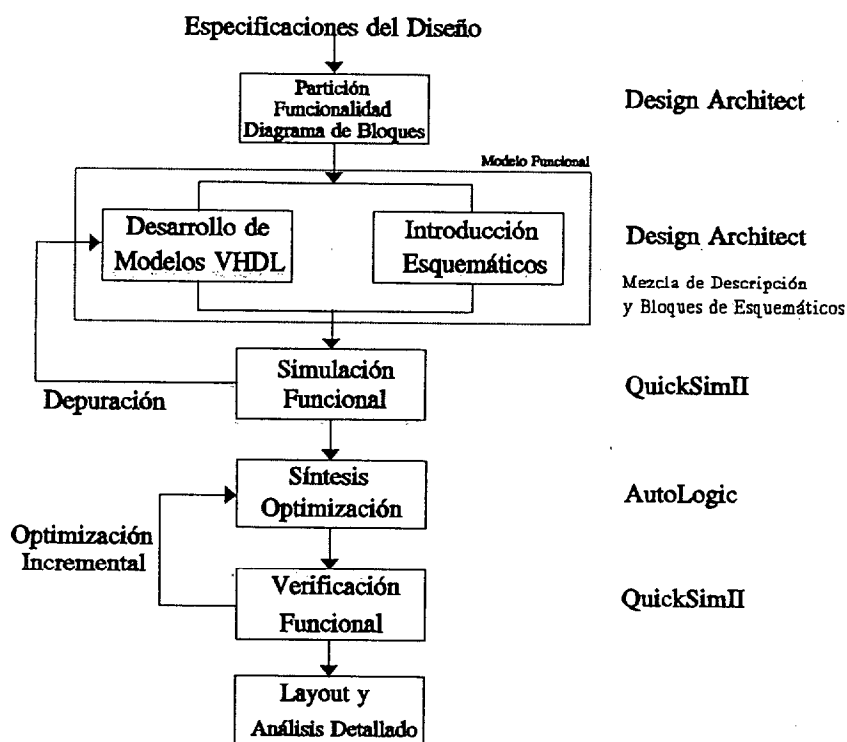 Especificaciones del Diseño
Partición
Funcionalidad
Diagrama de Bloques
Design Architect
Modelo Funcional
Desarrollo de
Modelos VHDL
Introducción
Esquemáticos
Design Architect
Mezcla de Descripción
y Bloques de Esquemáticos
Simulación
Funcional
QuickSimII
Depuración
Síntesis
Optimización
AutoLogic
Optimización
Incremental
Verificación
Funcional
QuickSimII
Layout y
Análisis Detallado